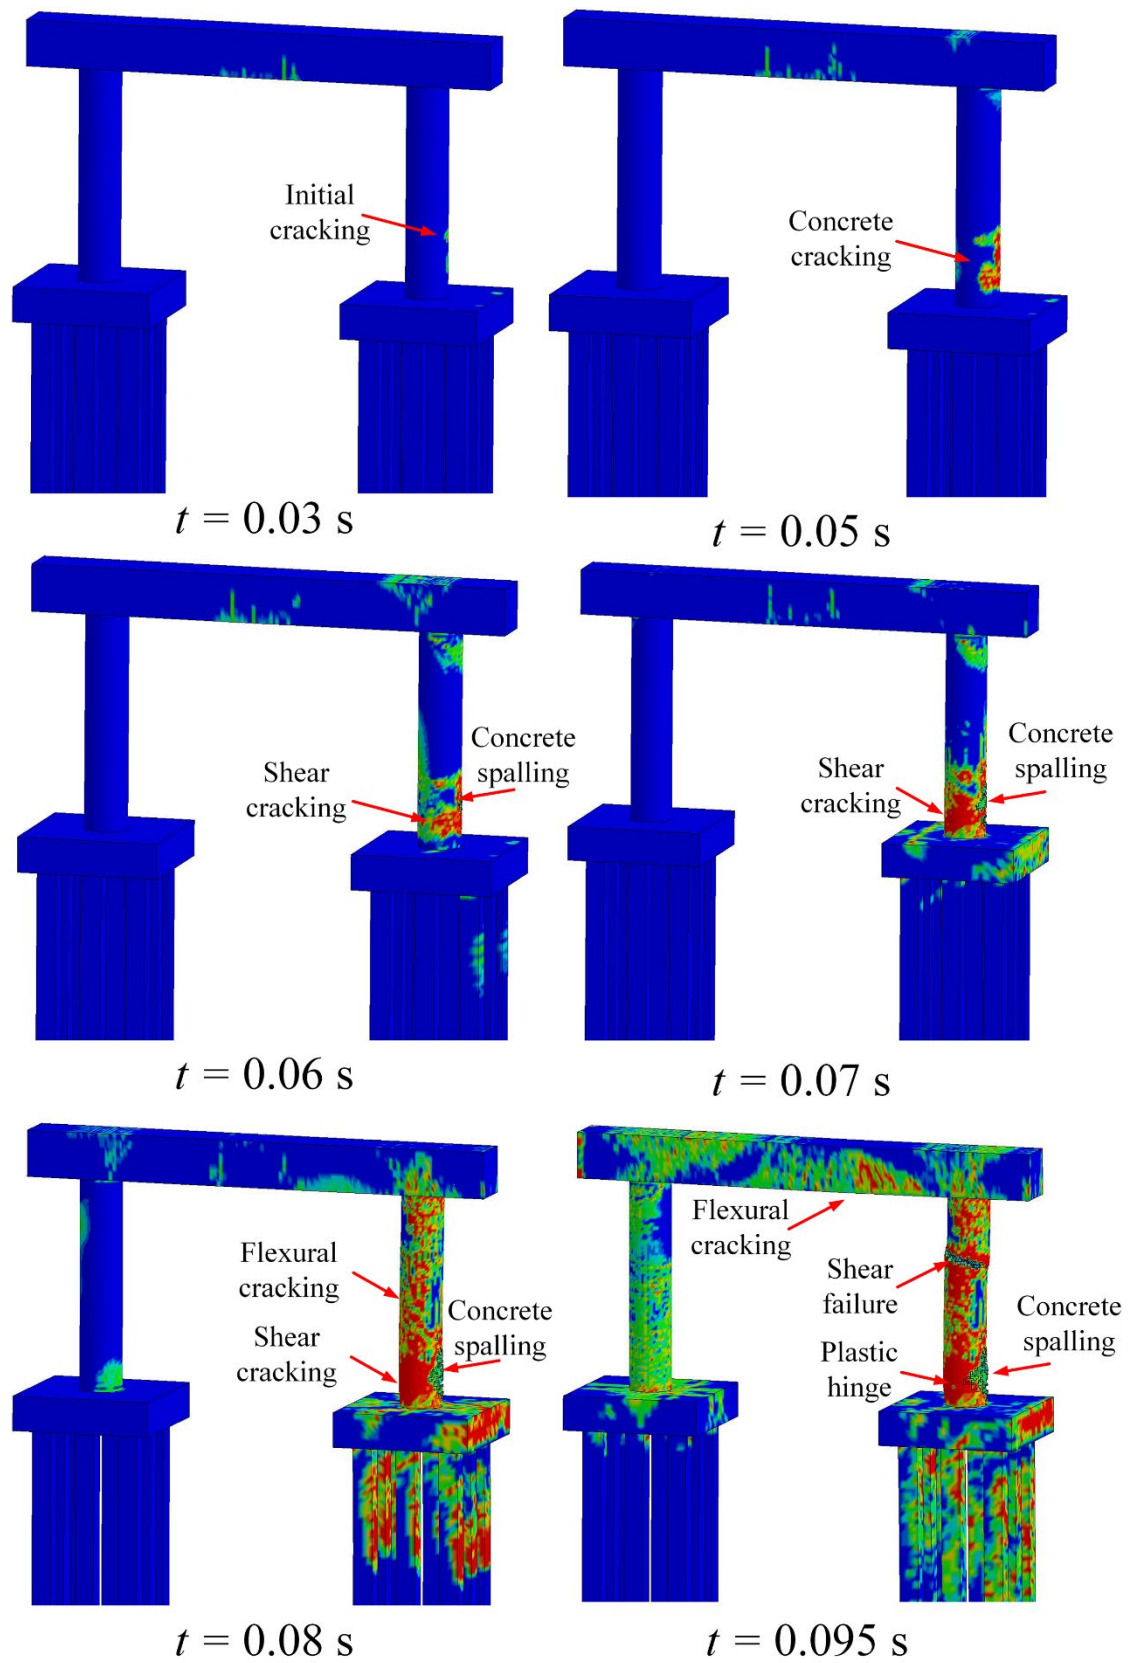 Initial
cracking
t = 0.03 s
Concrete
cracking
t = 0.05 s
Concrete
spalling
Shear
cracking
t = 0.06 s
Concrete
spalling
Shear
cracking
t = 0.07 s
Flexural
cracking
Concrete
spalling
Shear
cracking
t = 0.08 s
Flexural
cracking
Shear
failure
Concrete
spalling
Plastic
hinge
t = 0.095 s